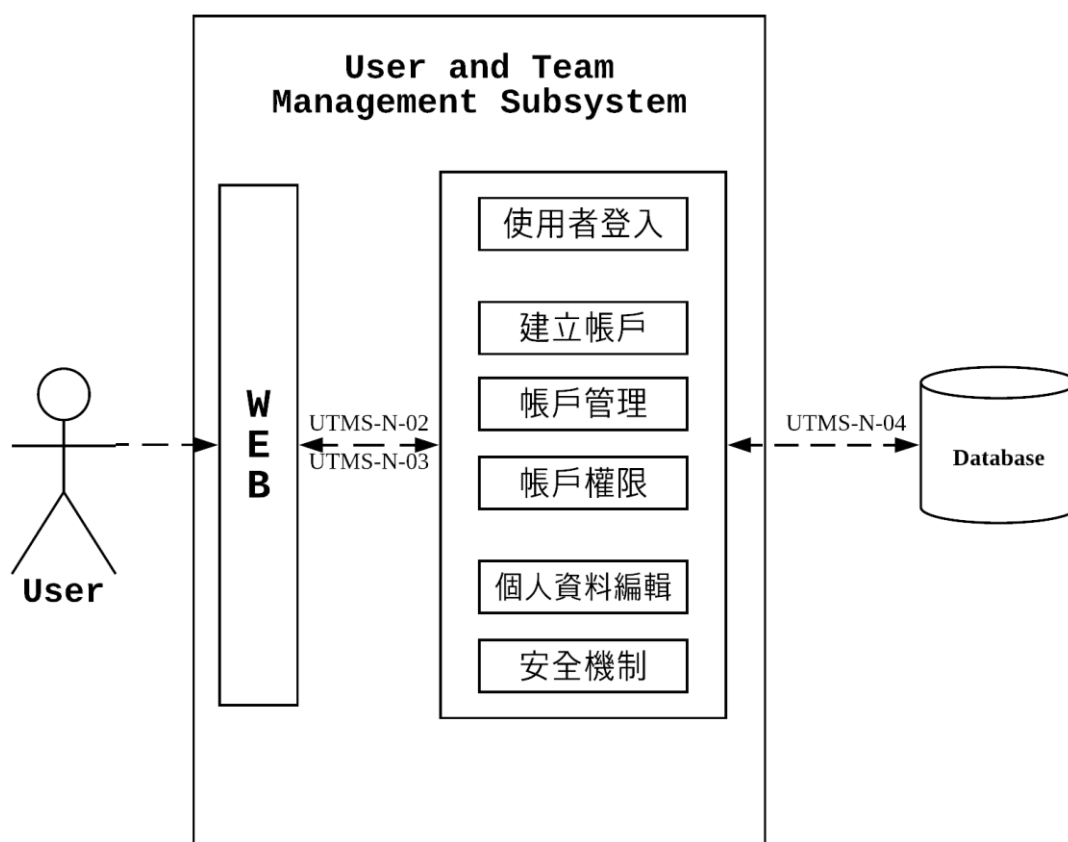 User and Team
Management Subsystem
使用者登入
建立帳戶
帳戶管理
帳戶權限
個人資料編輯
安全機制
W
E
B
UTMS-N-02
UTMS-N-03
UTMS-N-04
Database
User